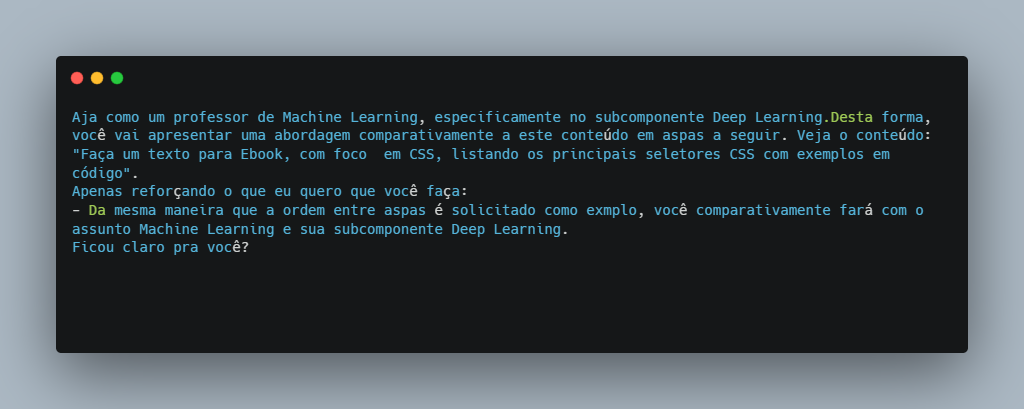 Aja como um professor de Machine Learning, especificamente no subcomponente Deep Learning.Desta forma,
você vai apresentar uma abordagem comparativamente a este conteúdo em aspas a seguir. Veja o conteúdo:
"Faça um texto para Ebook, com foco  em CSS, listando os principais seletores CSS com exemplos em
código".
Apenas reforçando o que eu quero que você faça:
- Da mesma maneira que a ordem entre aspas é solicitado como exmplo, você comparativamente fará com o
assunto Machine Learning e sua subcomponente Deep Learning.
Ficou claro pra você?